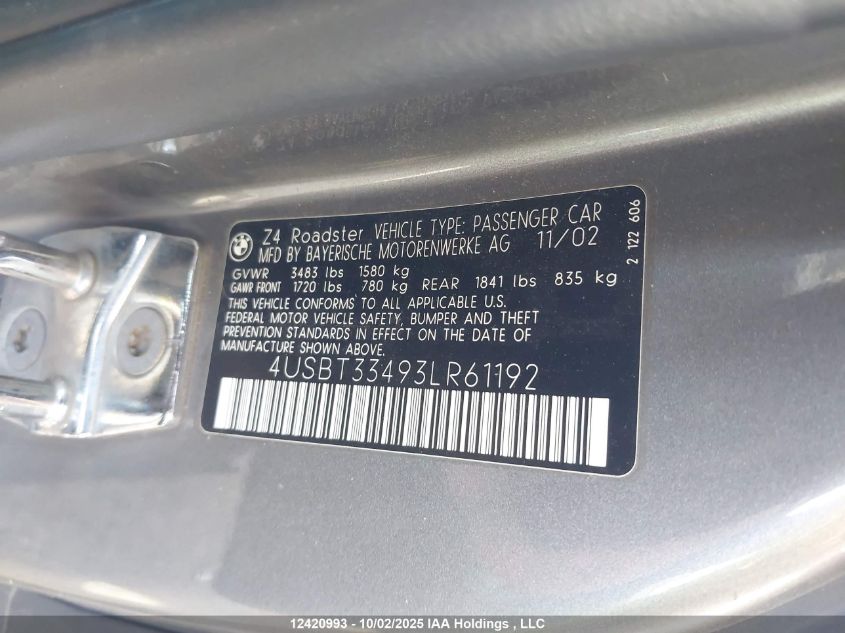 Z4 Roadster VEHICLE TYPE: PASSENGER CAR
MFD BY BAYERISCHE MOTORENWERKE AG 11/02
GVWR 3483 lbs 1580 kg
GAWR FRONT 1720 lbs 780 kg REAR 1841 lbs 835 kg
THIS VEHICLE CONFORMS TO ALL APPLICABLE U.S.
FEDERAL MOTOR VEHICLE SAFETY, BUMPER AND THEFT
PREVENTION STANDARDS IN EFFECT ON THE DATE OF
MANUFACTURE SHOWN ABOVE.
4USBT33493LR61192
2 122 606
12420993 - 10/02/2025 IAA Holdings , LLC